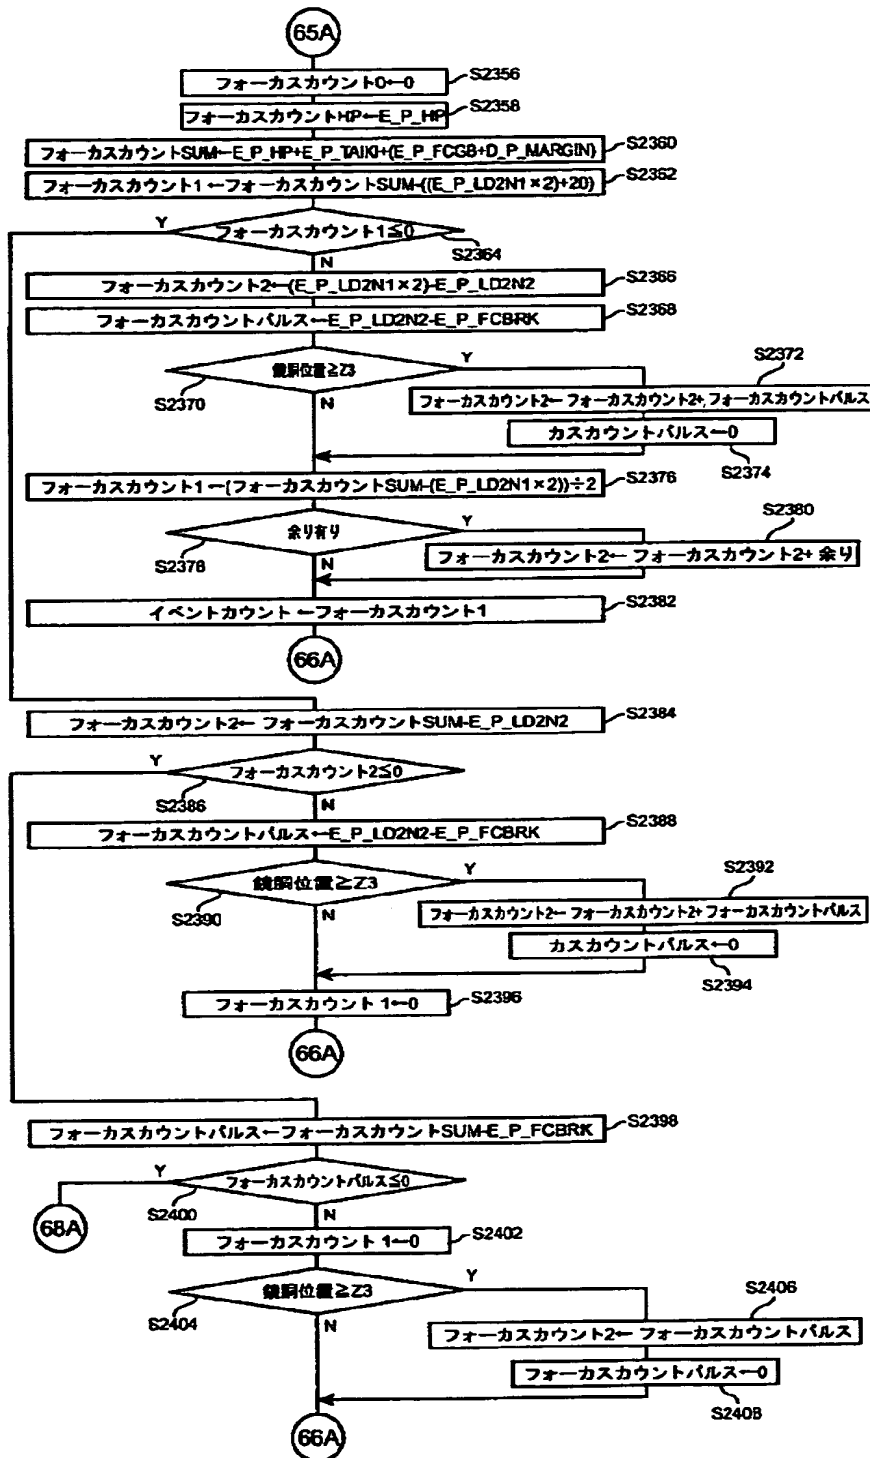 65A
フォーカスカウント0←0
S2356
フォーカスカウントHP←E_P_HP
S2358
フォーカスカウントSUM←E_P_HP+E_P_TAIKI+(E_P_FCGB+D_P_MARGIN)
S2360
フォーカスカウント1←フォーカスカウントSUM-((E_P_LD2N1×2)+20)
S2362
Y
フォーカスカウント1≦0
S2364
N
フォーカスカウント2←(E_P_LD2N1×2)-E_P_LD2N2
S2366
フォーカスカウントパルス←E_P_LD2N2-E_P_FCBRK
S2368
鏡胴位置≧Z3
Y
S2370
N
S2372
フォーカスカウント2← フォーカスカウント2+,フォーカスカウントパルス
カスカウントパルス←0
S2374
フォーカスカウント1←(フォーカスカウントSUM-(E_P_LD2N1×2))÷2
S2376
余り有り
Y
S2378
N
S2380
フォーカスカウント2← フォーカスカウント2+ 余り
イベントカウント ←フォーカスカウント1
S2382
66A
フォーカスカウント2← フォーカスカウントSUM-E_P_LD2N2
S2384
Y
フォーカスカウント2≦0
S2386
N
フォーカスカウントパルス←E_P_LD2N2-E_P_FCBRK
S2388
鏡胴位置≧Z3
Y
S2390
N
S2392
フォーカスカウント2← フォーカスカウント2+ フォーカスカウントパルス
カスカウントパルス←0
S2394
フォーカスカウント 1←0
S2396
66A
フォーカスカウントパルス←フォーカスカウントSUM-E_P_FCBRK
S2398
Y
フォーカスカウントパルス≦0
S2400
68A
N
フォーカスカウント 1←0
S2402
鏡胴位置≧Z3
Y
S2404
N
S2406
フォーカスカウント2← フォーカスカウントパルス
フォーカスカウントパルス←0
S2408
66A